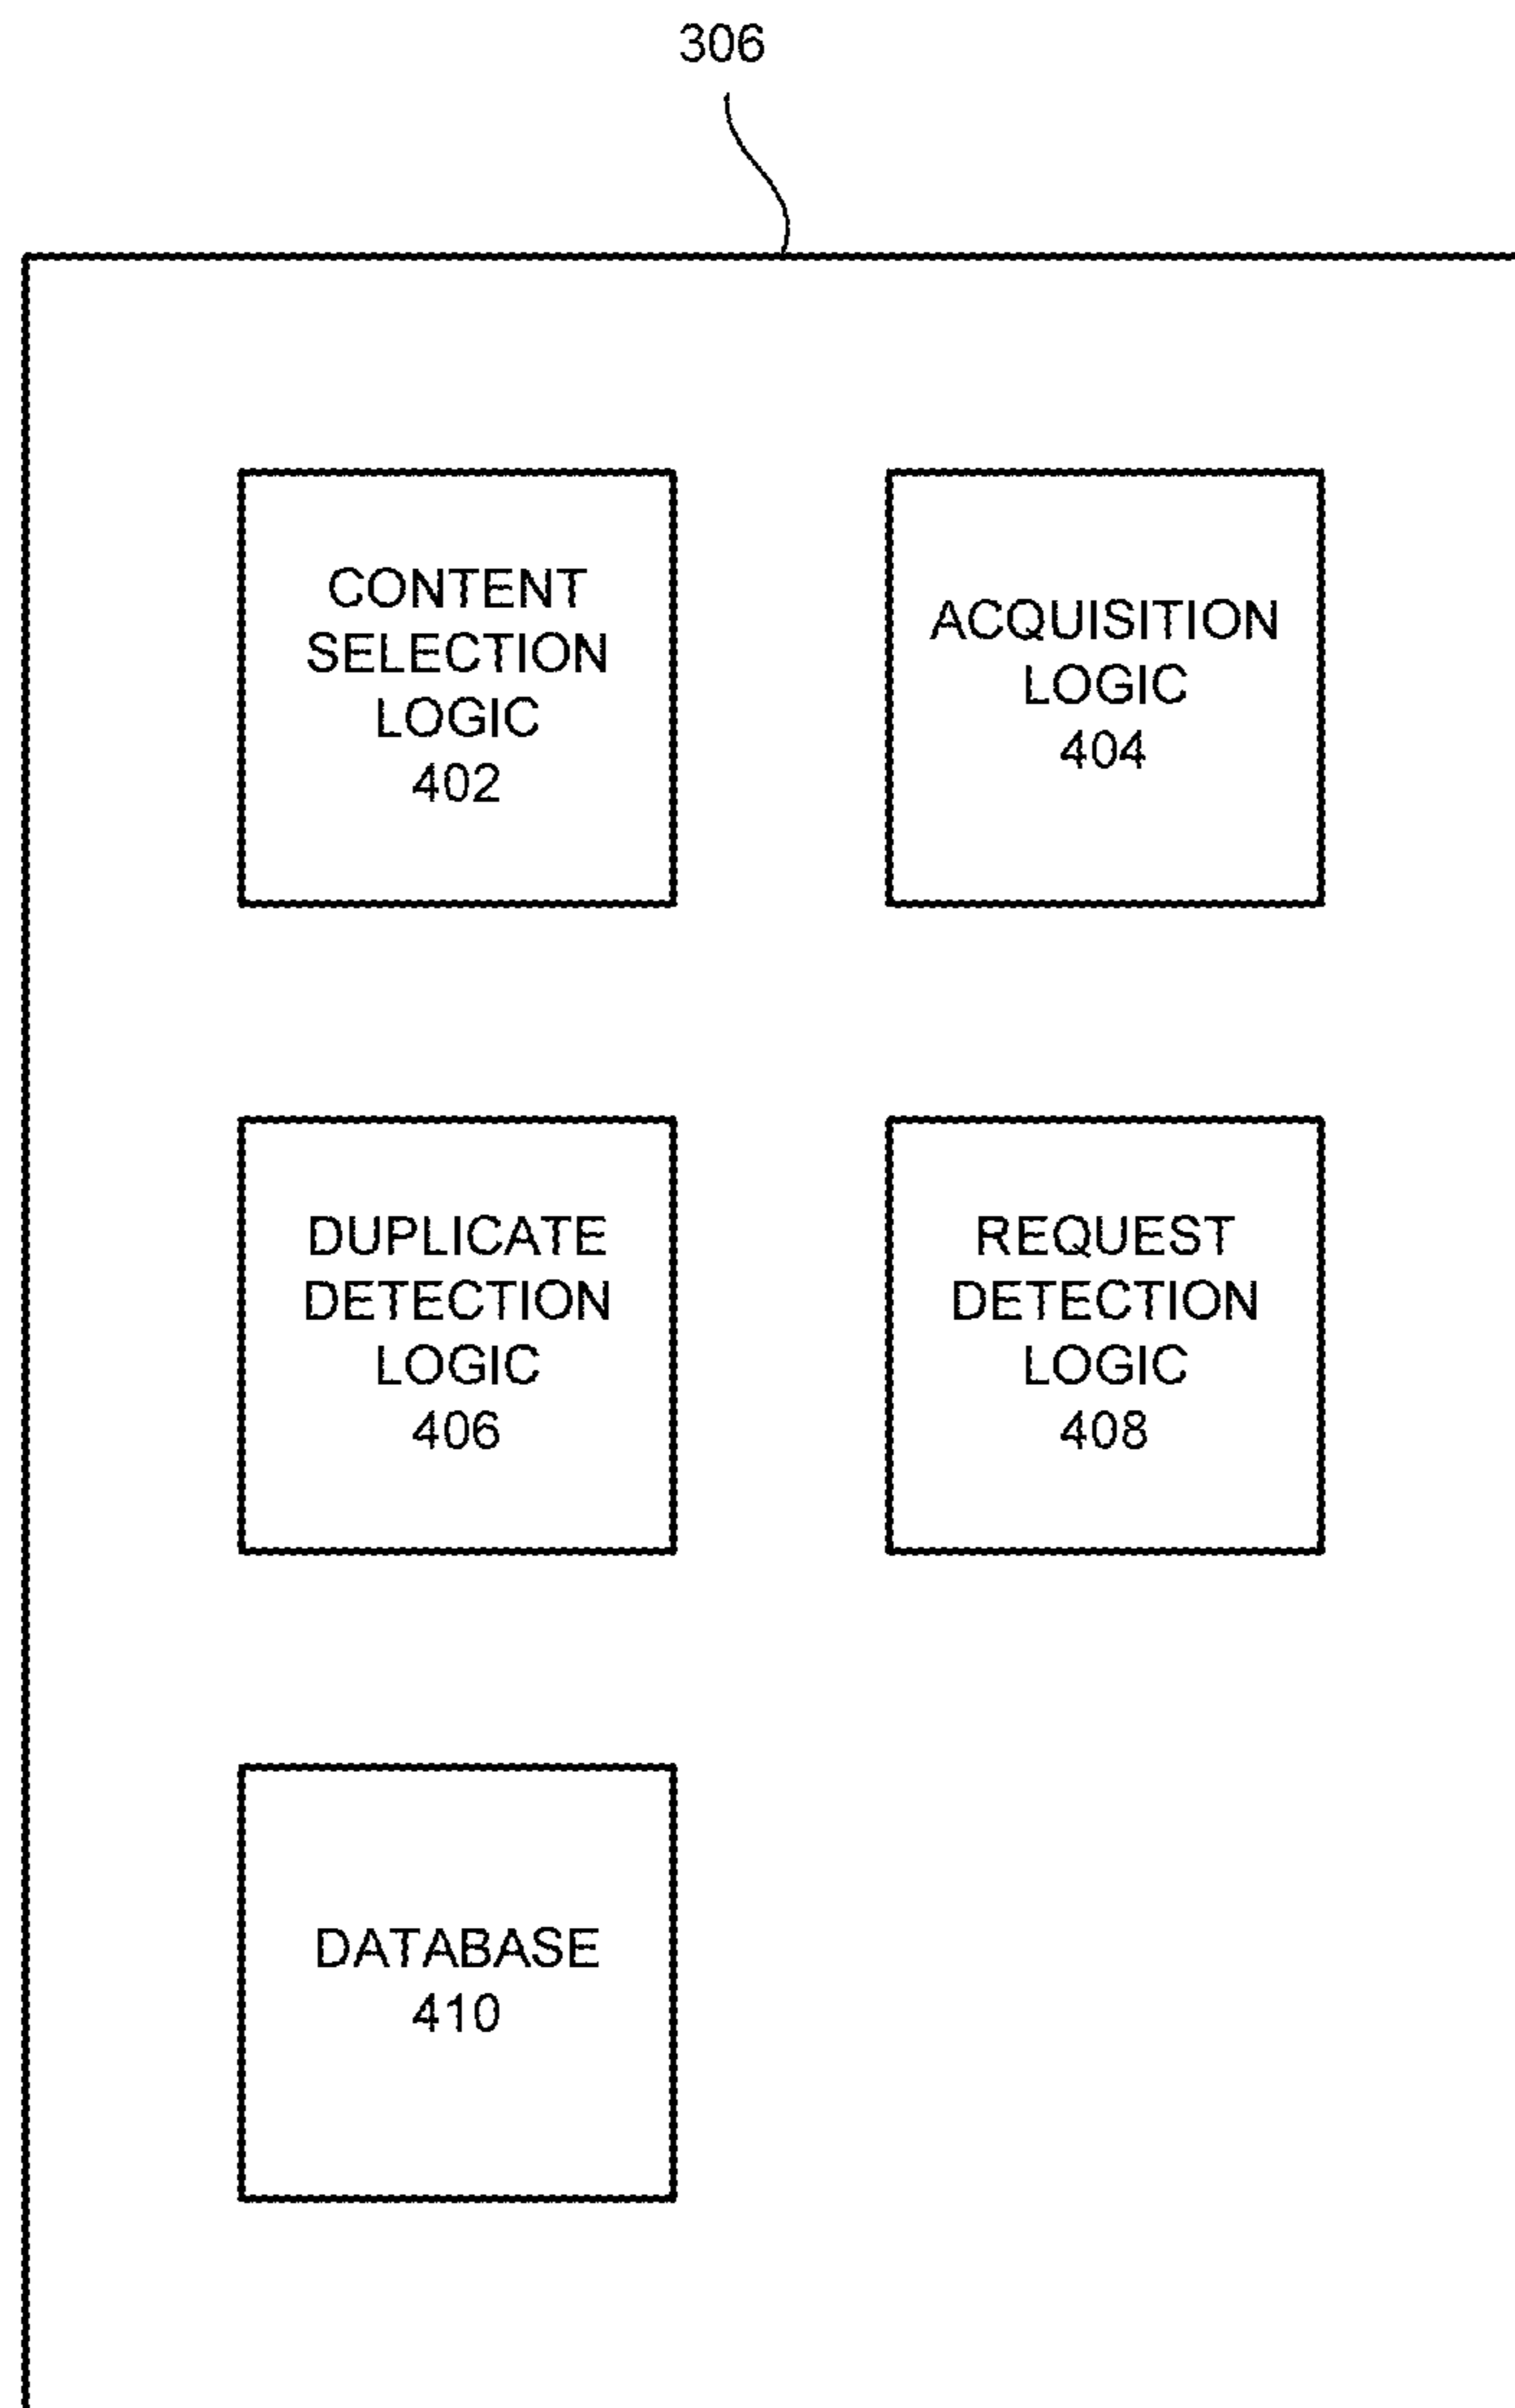 306
CONTENT
SELECTION
LOGIC
402
ACQUISITION
LOGIC
404
DUPLICATE
DETECTION
LOGIC
406
REQUEST
DETECTION
LOGIC
408
DATABASE
410